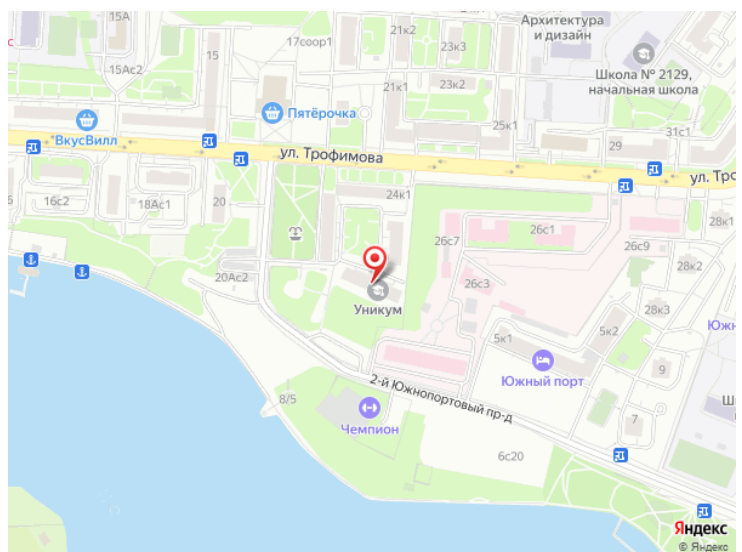 15А
21к2
23к3
Архитектура
и дизайн
17соор1
15
с
15Ас2
21к1
23к2
Школа № 2129,
начальная школа
Пятёрочка
ВкусВилл
25к1
31с1
29
ул. Трофимова
ул. Тро
16с2
18Ас1
20
24к1
28к1
26с7
26с1
26с9
28к2
20Ас2
26с3
28к3
Уникум
5к1
5к2
Южн
Южный порт
9
2-й Южнопортовый пр-д
8/5
Чемпион
7
Ш
6с20
Яндекс
© Яндекс